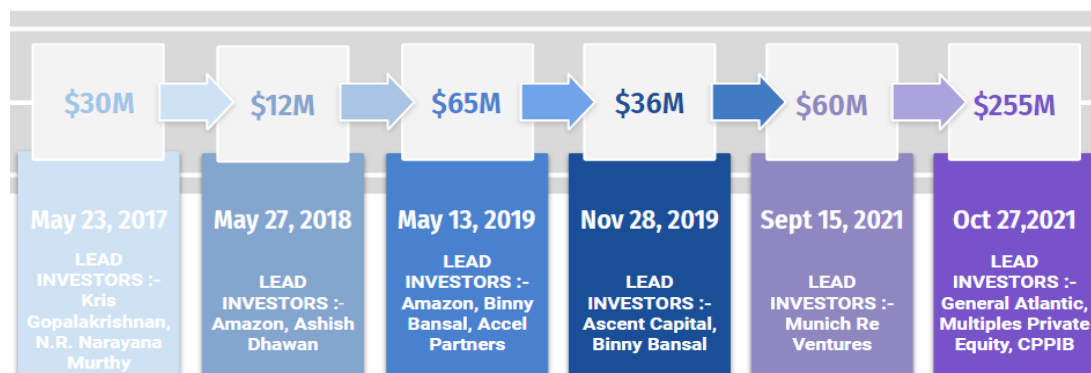 $30M
$12M
$65M
$36M
$60M
$255M
May 23, 2017
LEAD
INVESTORS :-
Kris
Gopalakrishnan,
N.R. Narayana
Murthy
May 27, 2018
LEAD
INVESTORS :-
Amazon, Ashish
Dhawan
May 13, 2019
LEAD
INVESTORS :-
Amazon, Binny
Bansal, Accel
Partners
Nov 28, 2019
LEAD
INVESTORS :-
Ascent Capital,
Binny Bansal
Sept 15, 2021
LEAD
INVESTORS :-
Munich Re
Ventures
Oct 27,2021
LEAD
INVESTORS :-
General Atlantic,
Multiples Private
Equity, CPPIB